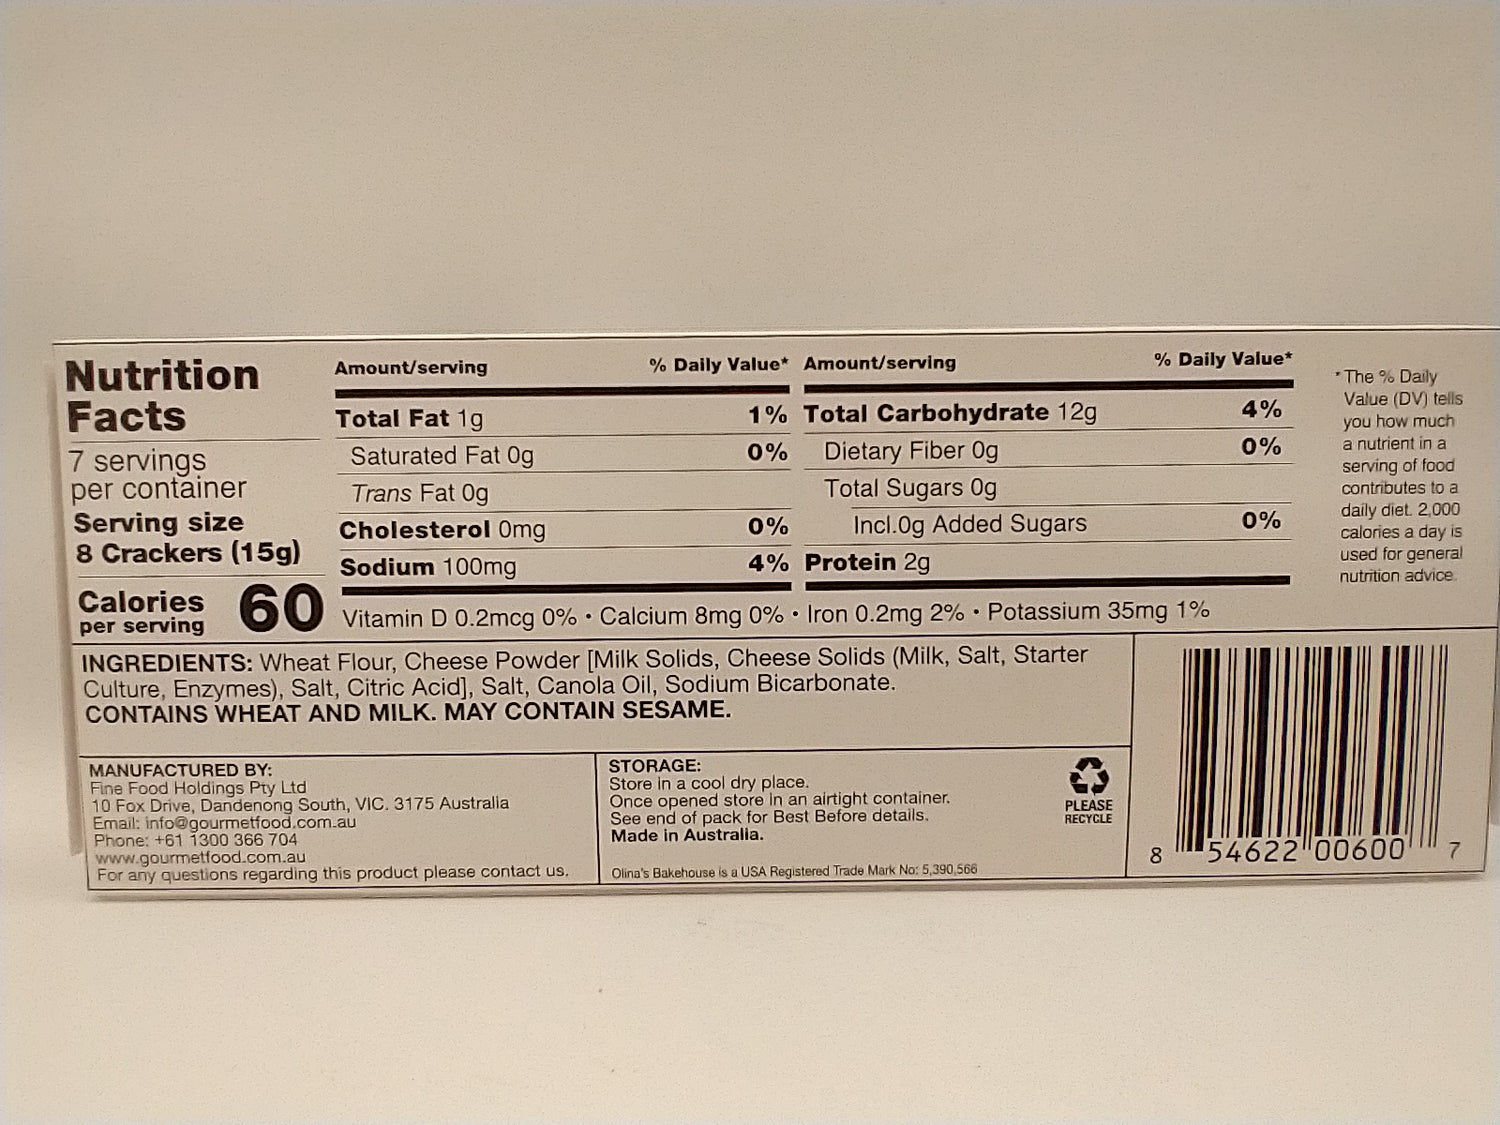 Nutrition
Facts
7 servings
per container
Serving size
8 Crackers (15g)
Calories
per serving
60
Amount/serving % Daily Value*
Total Fat 1g 1%
Saturated Fat 0g 0%
Trans Fat 0g
Cholesterol 0mg 0%
Sodium 100mg 4%
Amount/serving % Daily Value*
Total Carbohydrate 12g 4%
Dietary Fiber 0g 0%
Total Sugars 0g
Incl.0g Added Sugars 0%
Protein 2g
Vitamin D 0.2mcg 0% • Calcium 8mg 0% • Iron 0.2mg 2% • Potassium 35mg 1%
* The % Daily
Value (DV) tells
you how much
a nutrient in a
serving of food
contributes to a
daily diet. 2,000
calories a day is
used for general
nutrition advice.
INGREDIENTS: Wheat Flour, Cheese Powder [Milk Solids, Cheese Solids (Milk, Salt, Starter
Culture, Enzymes), Salt, Citric Acid], Salt, Canola Oil, Sodium Bicarbonate.
CONTAINS WHEAT AND MILK. MAY CONTAIN SESAME.
MANUFACTURED BY:
Fine Food Holdings Pty Ltd
10 Fox Drive, Dandenong South, VIC. 3175 Australia
Email: info@gourmetfood.com.au
Phone: +61 1300 366 704
www.gourmetfood.com.au
For any questions regarding this product please contact us.
STORAGE:
Store in a cool dry place.
Once opened store in an airtight container.
See end of pack for Best Before details.
Made in Australia.
Olina's Bakehouse is a USA Registered Trade Mark No: 5,390,566
PLEASE
RECYCLE
8 54622 00600 7